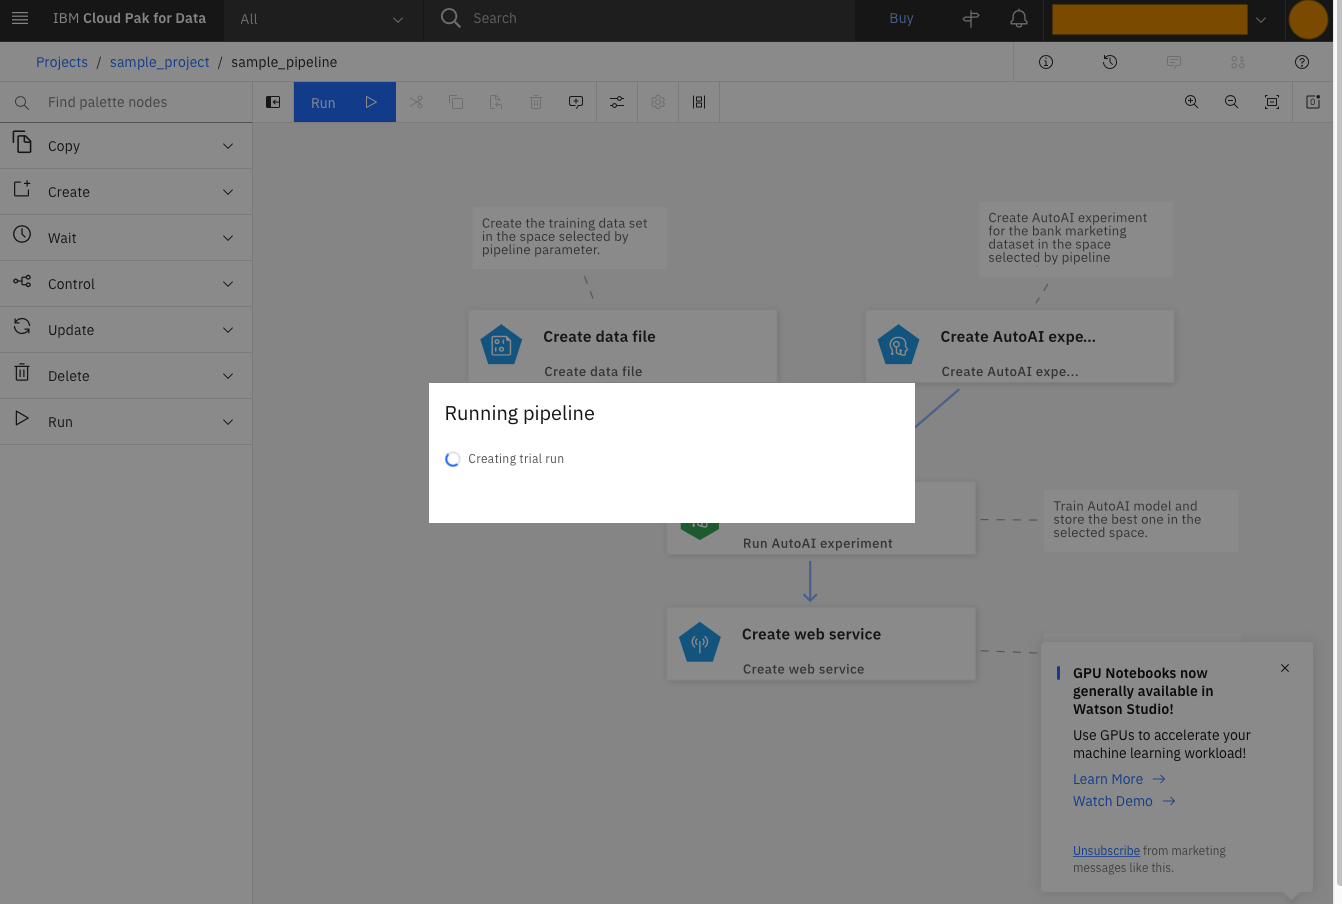 IBM Cloud Pak for Data
All
Search
Buy
Projects / sample_project / sample_pipeline
Find palette nodes
Run
Copy
Create
Wait
Control
Update
Delete
Run
Create the training data set
in the space selected by
pipeline parameter.
Create AutoAI experiment
for the bank marketing
dataset in the space
selected by pipeline
Create data file
Create data file
Create AutoAI expe...
Create AutoAI expe...
Running pipeline
Creating trial run
Run AutoAI experiment
Train AutoAI model and
store the best one in the
selected space.
Create web service
Create web service
GPU Notebooks now
generally available in
Watson Studio!
Use GPUs to accelerate your
machine learning workload!
Learn More
Watch Demo
Unsubscribe from marketing
messages like this.